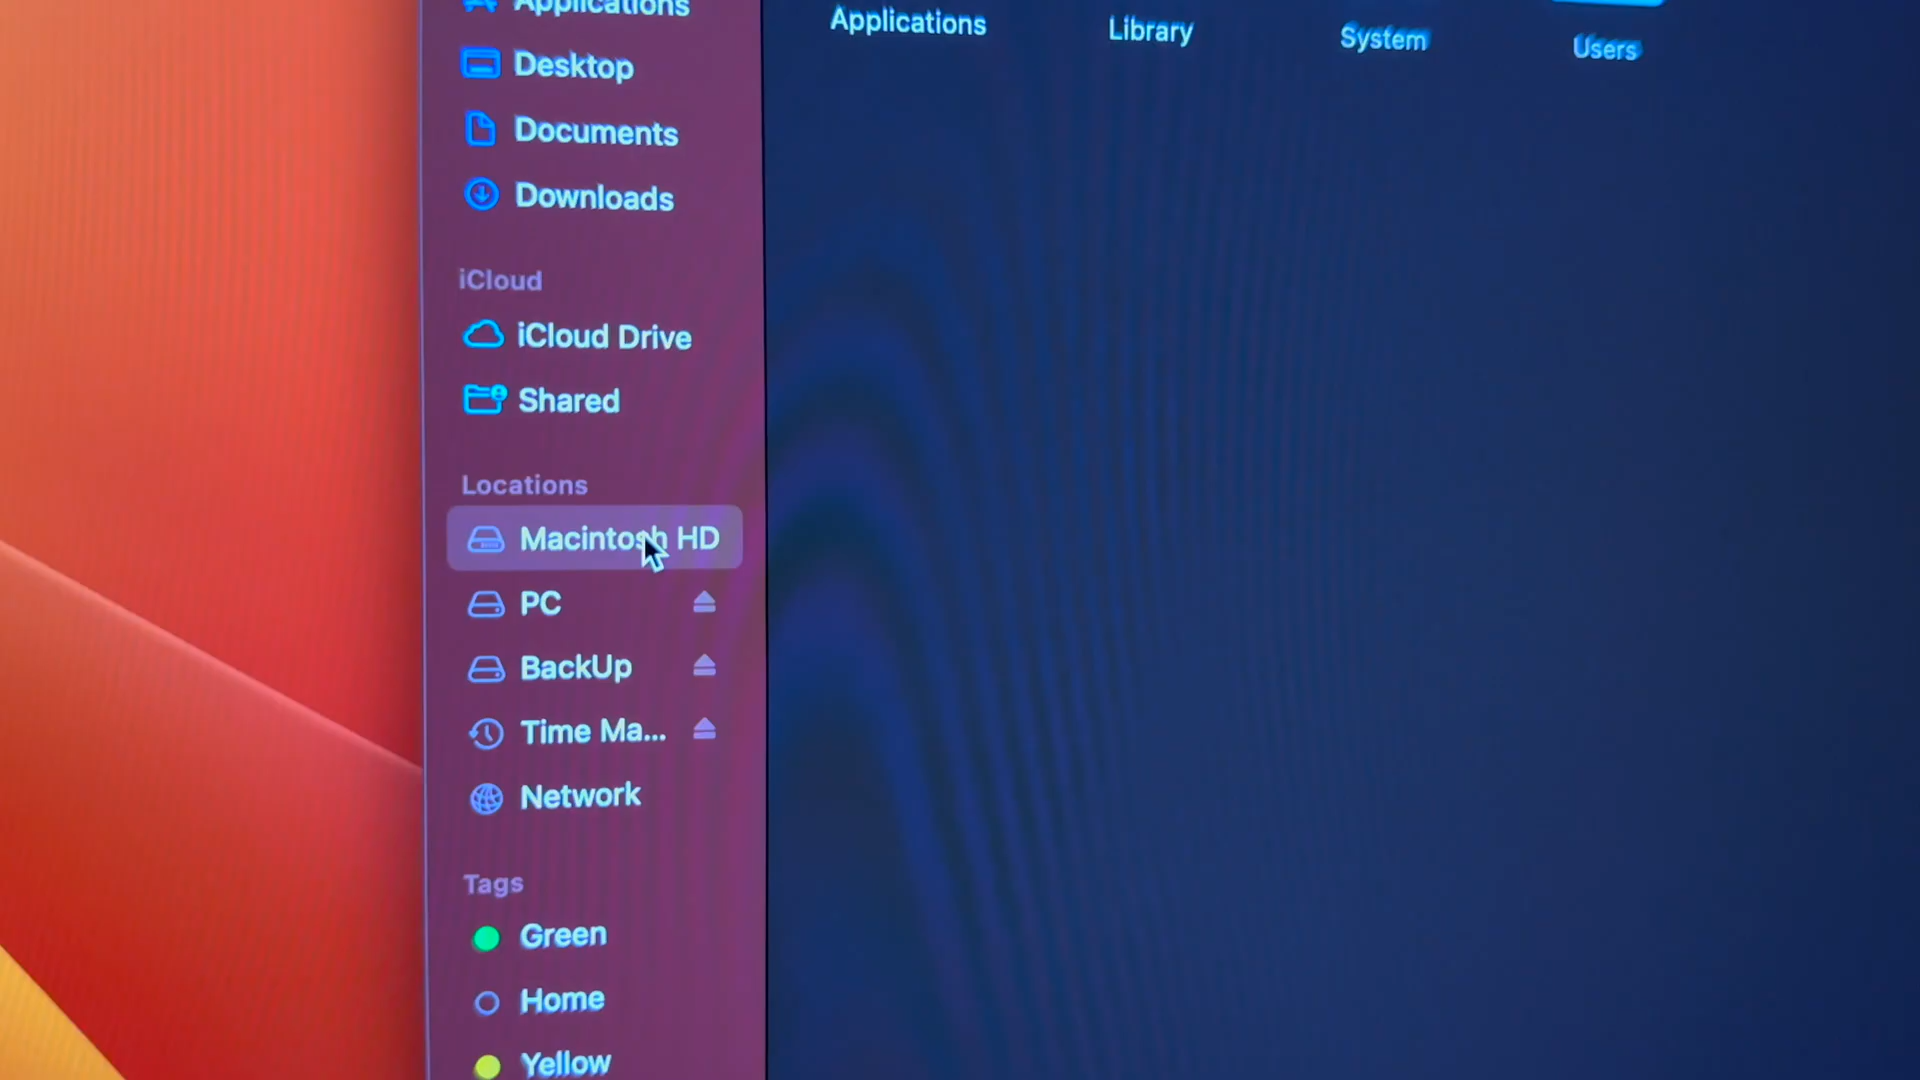 Applications
Desktop
Documents
Downloads
iCloud
iCloud Drive
Shared
Locations
Macintosh HD
PC
BackUp
Time Ma...
Network
Tags
Green
Home
Yellow
Applications
Library
System
Users